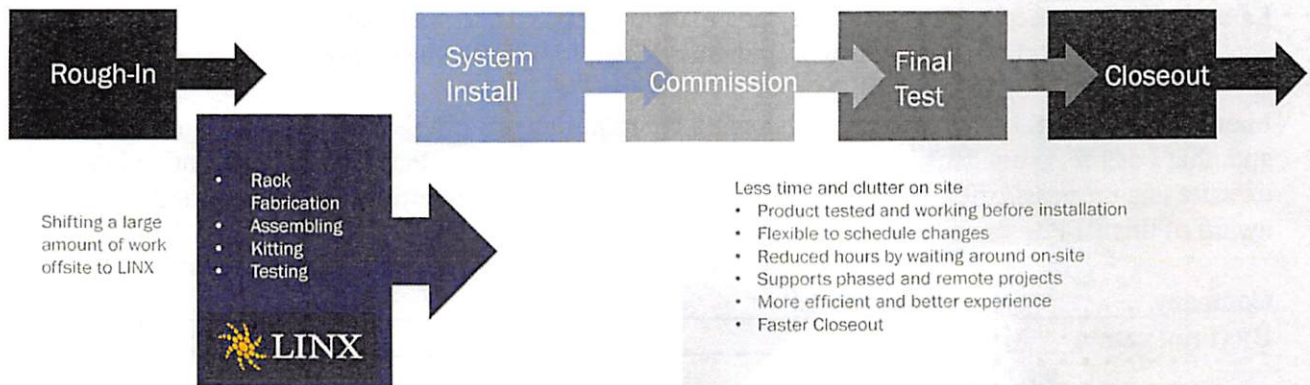 Rough-In
System
Install
Commission
Final
Test
Closeout
Shifting a large
amount of work
offsite to LINX
• Rack
Fabrication
• Assembling
• Kitting
• Testing
LINX
Less time and clutter on site
• Product tested and working before installation
• Flexible to schedule changes
• Reduced hours by waiting around on-site
• Supports phased and remote projects
• More efficient and better experience
• Faster Closeout